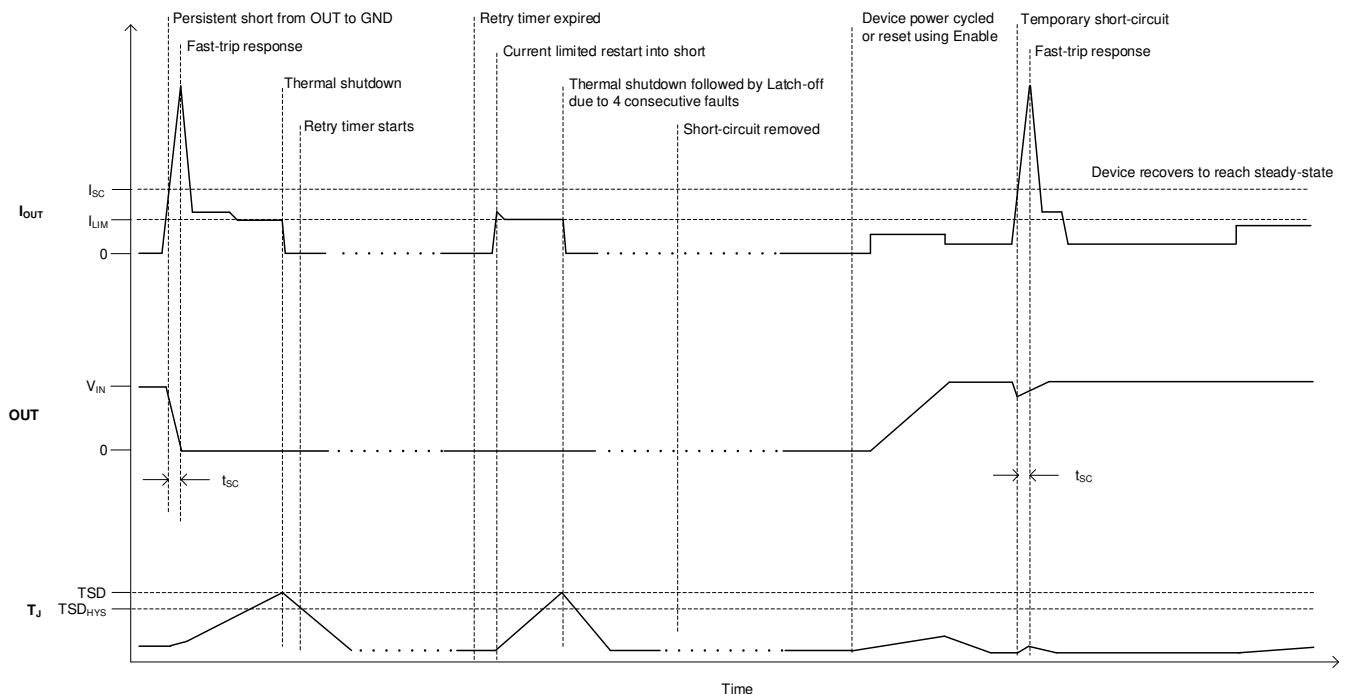 Persistent short from OUT to GND
Fast-trip response
Thermal shutdown
Retry timer starts
Retry timer expired
Current limited restart into short
Thermal shutdown followed by Latch-off
due to 4 consecutive faults
Short-circuit removed
Device power cycled
or reset using Enable
Temporary short-circuit
Fast-trip response
Device recovers to reach steady-state
IOUT
ISC
ILIM
0
OUT
VIN
0
tSC
tSC
TJ
TSD
TSDHYS
Time